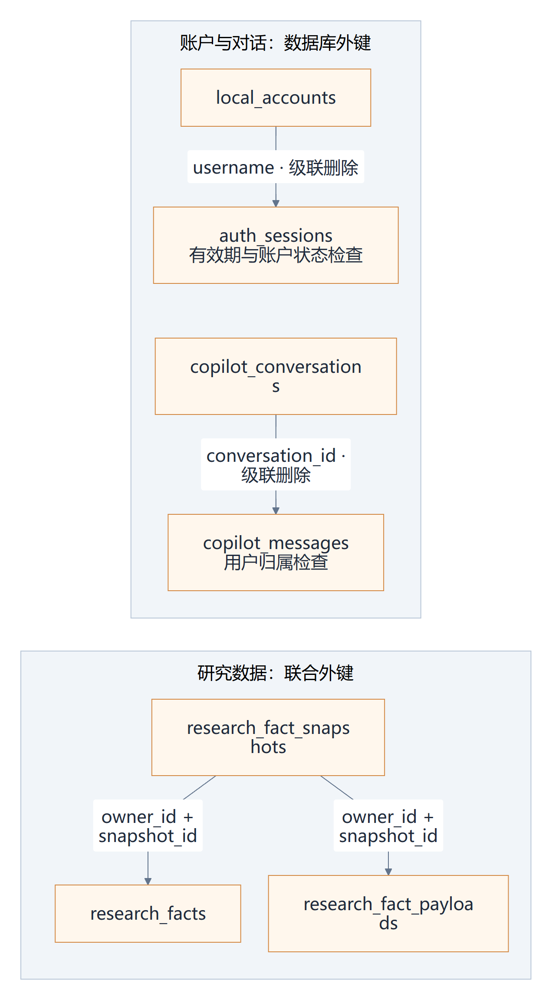 账户与对话：数据库外键
local_accounts
username · 级联删除
auth_sessions
有效期与账户状态检查
copilot_conversation
s
conversation_id ·
级联删除
copilot_messages
用户归属检查
研究数据：联合外键
research_fact_snaps
hots
owner_id +
snapshot_id
owner_id +
snapshot_id
research_facts
research_fact_payloa
ds